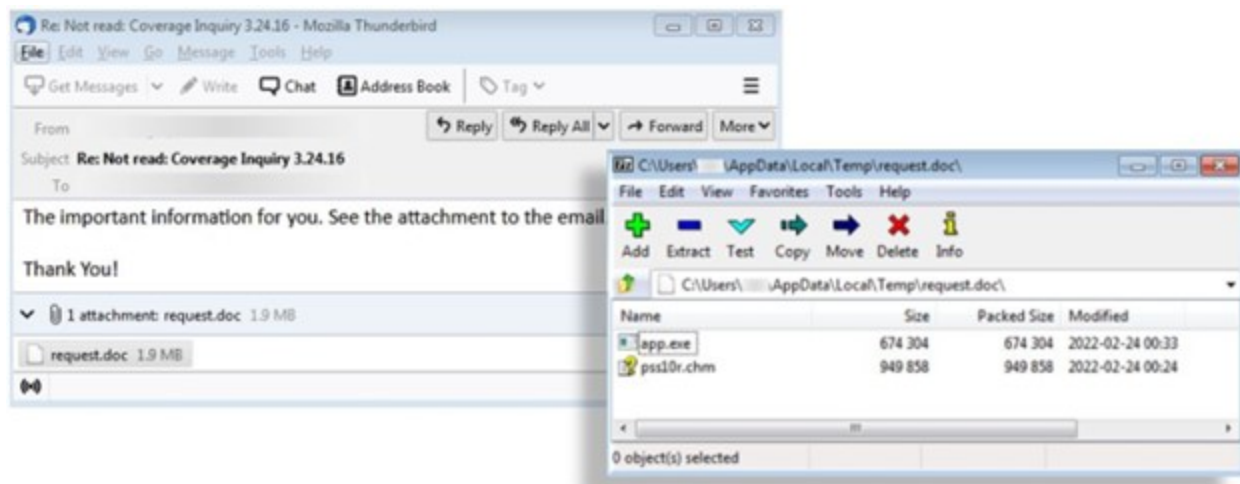 Re: Not read: Coverage Inquiry 3.24.16 - Mozilla Thunderbird
File Edit View Go Message Tools Help
Get Messages Write Chat Address Book Tag
From Reply Reply All Forward More
Subject Re: Not read: Coverage Inquiry 3.24.16
To
The important information for you. See the attachment to the email
Thank You!
1 attachment: request.doc 1.9 MB
request.doc 1.9 MB
C:\Users\ \AppData\Local\Temp\request.doc\
File Edit View Favorites Tools Help
Add Extract Test Copy Move Delete Info
C:\Users\ \AppData\Local\Temp\request.doc\
Name Size Packed Size Modified
app.exe 674 304 674 304 2022-02-24 00:33
pss10r.chm 949 858 949 858 2022-02-24 00:24
0 object(s) selected